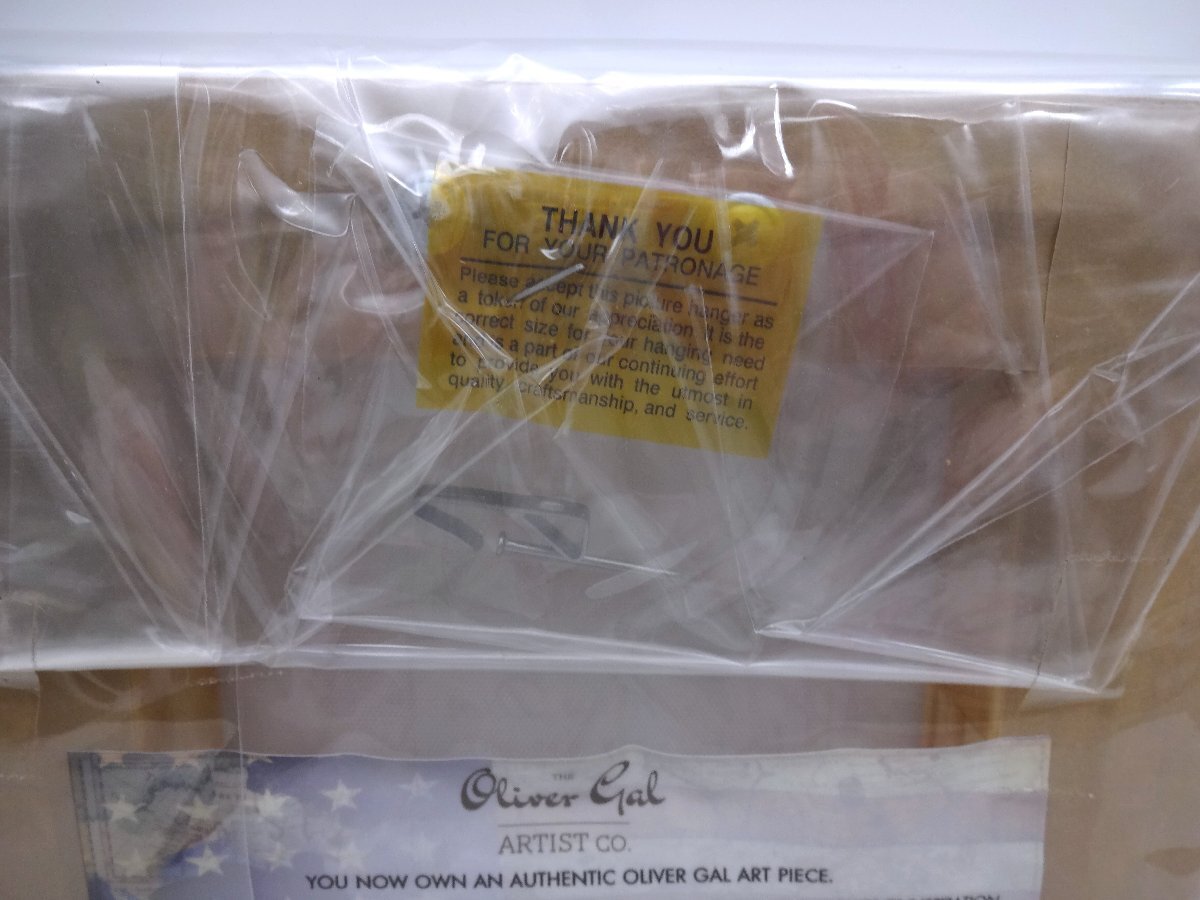 THANK YOU
FOR YOUR PATRONAGE
Please accept this picture hanger as
a token of our appreciation. It is the
correct size for your hanging need
and is a part of our continuing effort
to provide you with the utmost in
quality, craftsmanship, and service.
THE
Oliver Gal
ARTIST CO.
YOU NOW OWN AN AUTHENTIC OLIVER GAL ART PIECE.